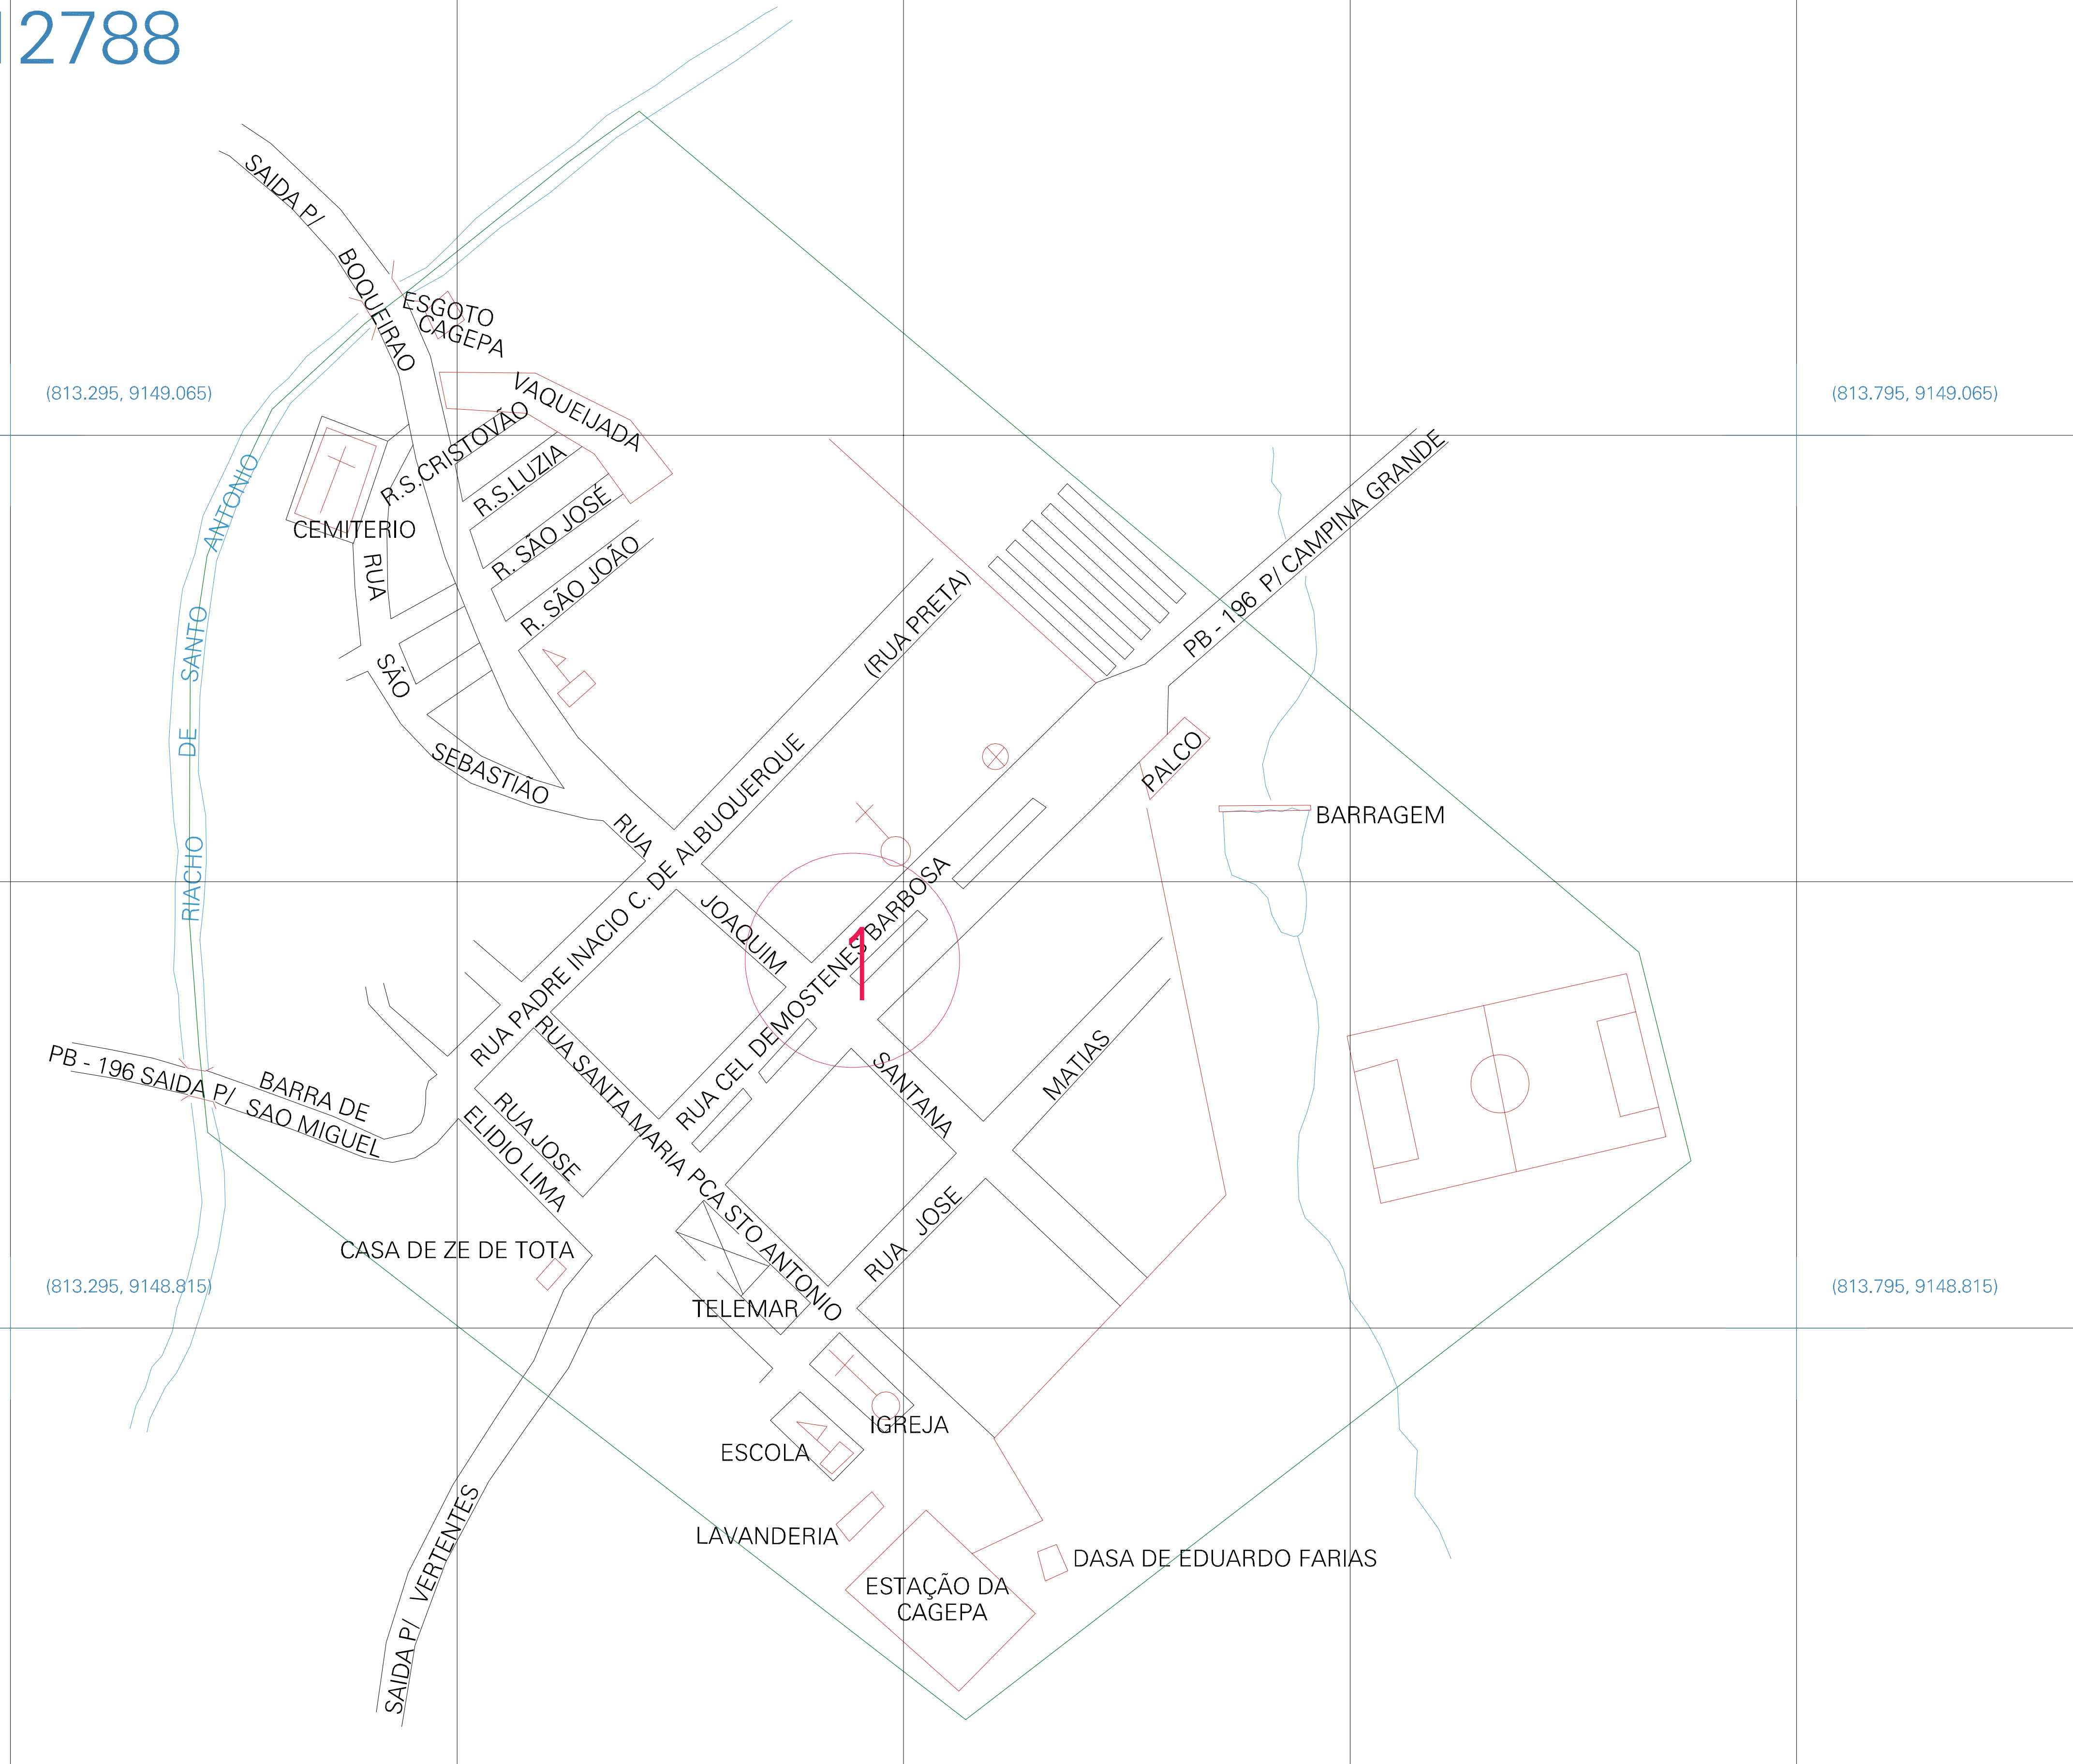 12788
SAIDA P/ BOQUEIRAO
ESGOTO
CAGEPA
(813.295, 9149.065)
(813.795, 9149.065)
VAQUEIJADA
R.S.CRISTOVÃO
R.S.LUZIA
R. SÃO JOSÉ
R. SÃO JOÃO
CEMITERIO
RUA SÃO SEBASTIÃO
RIACHO DE SANTO ANTONIO
(RUA PRETA)
PB - 196 P/ CAMPINA GRANDE
PALCO
BARRAGEM
RUA JOAQUIM SANTANA
RUA PADRE INACIO C. DE ALBUQUERQUE
RUA CEL DEMOSTENES BARBOSA
1
RUA SANTA MARIA
PCA STO ANTONIO
RUA JOSE MATIAS
PB - 196 SAIDA P/ BARRA DE
SAO MIGUEL
RUA JOSE
ELIDIO LIMA
CASA DE ZE DE TOTA
(813.295, 9148.815)
(813.795, 9148.815)
TELEMAR
IGREJA
ESCOLA
LAVANDERIA
DASA DE EDUARDO FARIAS
ESTAÇÃO DA
CAGEPA
SAIDA P/ VERTENTES